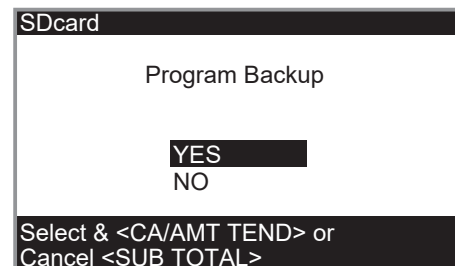 SDcard
Program Backup
YES
NO
Select & <CA/AMT TEND> or
Cancel <SUB TOTAL>